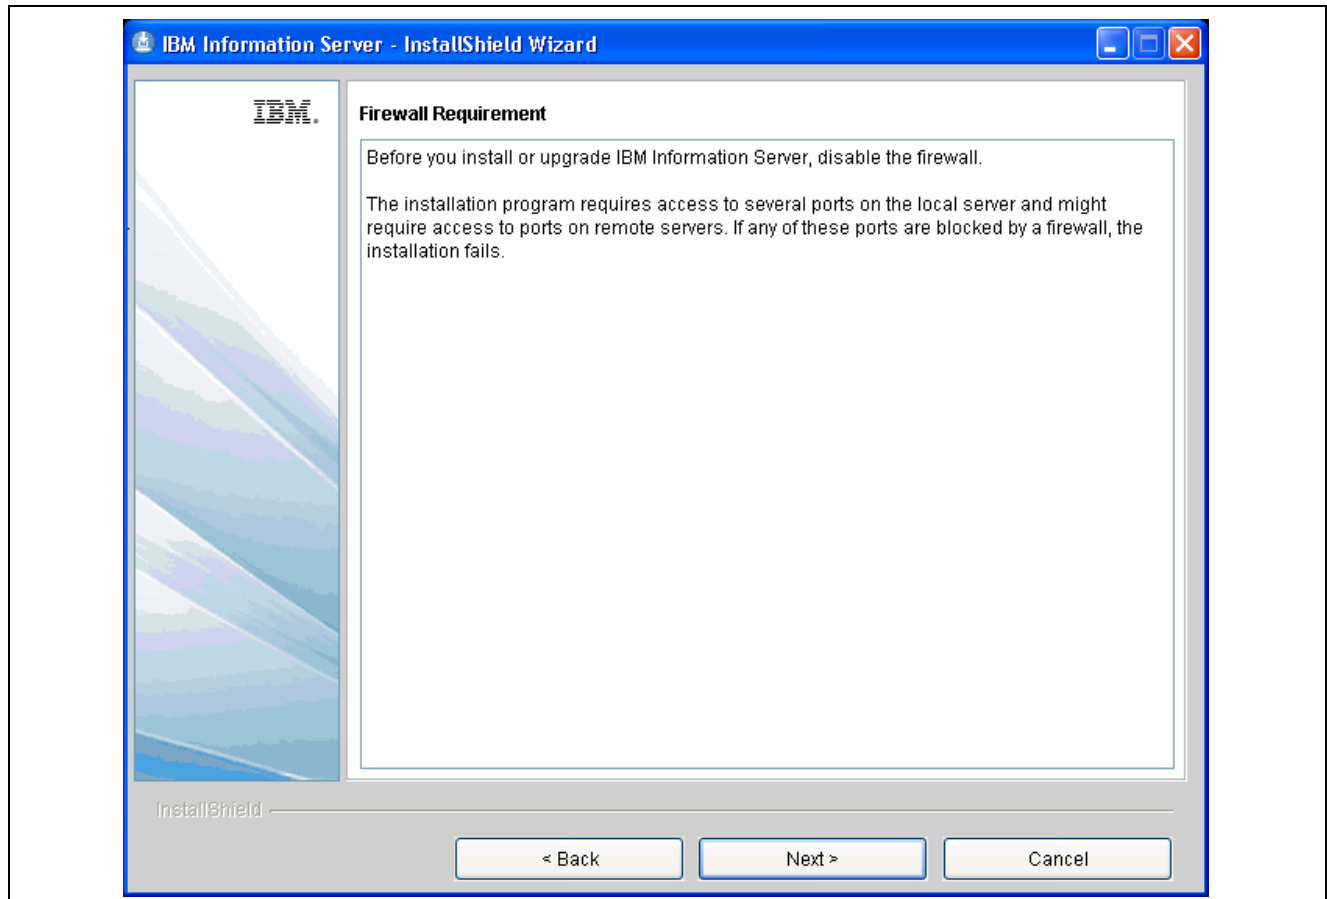 IBM Information Server - InstallShield Wizard
IBM.
Firewall Requirement
Before you install or upgrade IBM Information Server, disable the firewall.
The installation program requires access to several ports on the local server and might
require access to ports on remote servers. If any of these ports are blocked by a firewall, the
installation fails.
InstallShield
< Back
Next >
Cancel